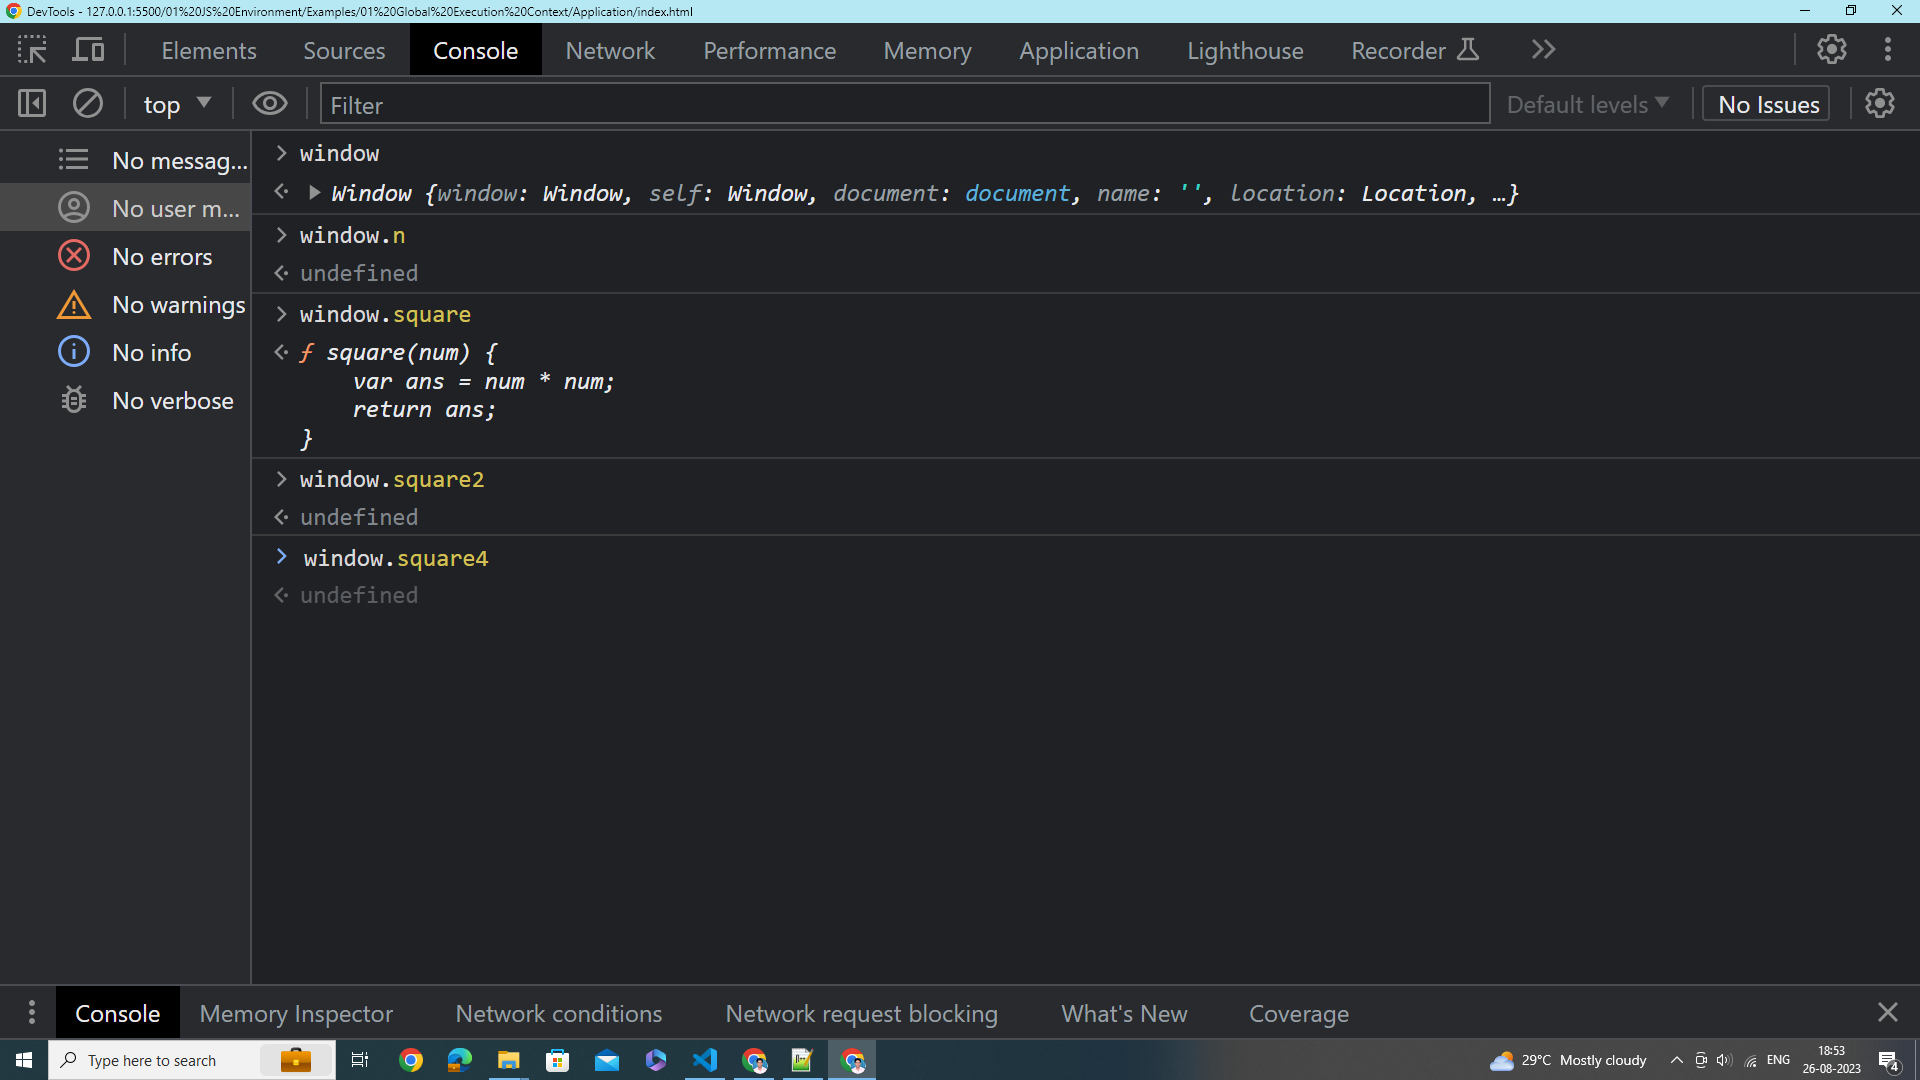 DevTools - 127.0.0.1:5500/01%20JS%20Environment/Examples/01%20Global%20Execution%20Context/Application/index.html
Elements Sources Console Network Performance Memory Application Lighthouse Recorder
top Filter Default levels No Issues
No messag...
No user m...
No errors
No warnings
No info
No verbose
window
Window {window: Window, self: Window, document: document, name: '', location: Location, …}
window.n
undefined
window.square
ƒ square(num) {
var ans = num * num;
return ans;
}
window.square2
undefined
window.square4
undefined
Console Memory Inspector Network conditions Network request blocking What's New Coverage
Type here to search 29°C Mostly cloudy ENG 18:53
26-08-2023 4